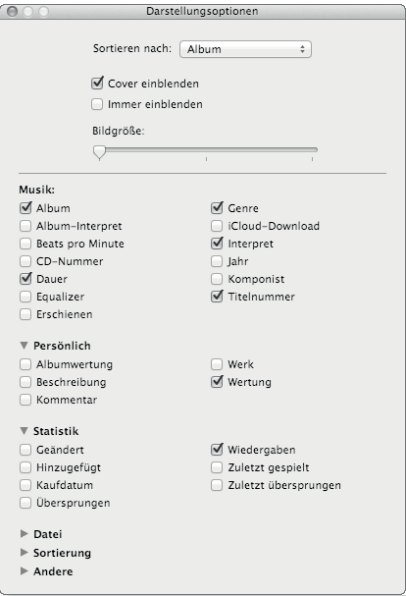 Darstellungsoptionen
Sortieren nach: Album
Cover einblenden
Immer einblenden
Bildgröße:
Musik:
Album
Genre
Album-Interpret
iCloud-Download
Beats pro Minute
Interpret
CD-Nummer
Jahr
Dauer
Komponist
Equalizer
Titelnummer
Erschienen
Persönlich
Albumwertung
Werk
Beschreibung
Wertung
Kommentar
Statistik
Geändert
Wiedergaben
Hinzugefügt
Zuletzt gespielt
Kaufdatum
Zuletzt übersprungen
Übersprungen
Datei
Sortierung
Andere